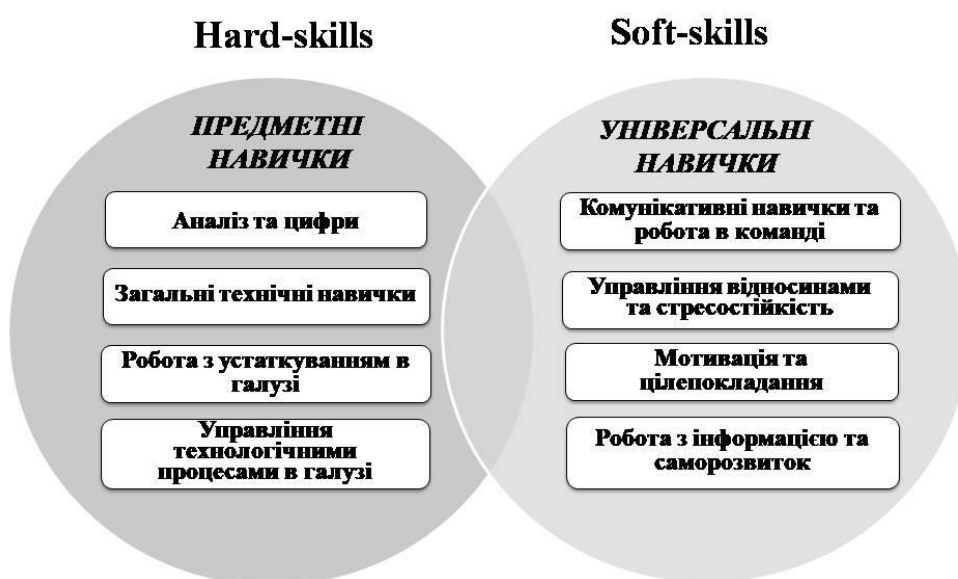 Hard-skills
ПРЕДМЕТНІ
НАВИЧКИ
Аналіз та цифри
Загальні технічні навички
Робота з устаткуванням в
галузі
Управління
технологічними
процесами в галузі
Soft-skills
УНІВЕРСАЛЬНІ
НАВИЧКИ
Комунікативні навички та
робота в команді
Управління відносинами
та стресостійкість
Мотивація та
цілепокладання
Робота з інформацією та
саморозвиток